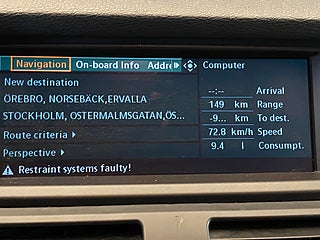 Navigation On-board Info Addre
New destination
ÖREBRO, NORSEBÄCK,ERVALLA
STOCKHOLM, OSTERMALMSGATAN,ÖS...
Route criteria
Perspective
Restraint systems faulty!
Computer
--:-- Arrival
149 km Range
-9... km To dest.
72.8 km/h Speed
9.4 l Consumpt.